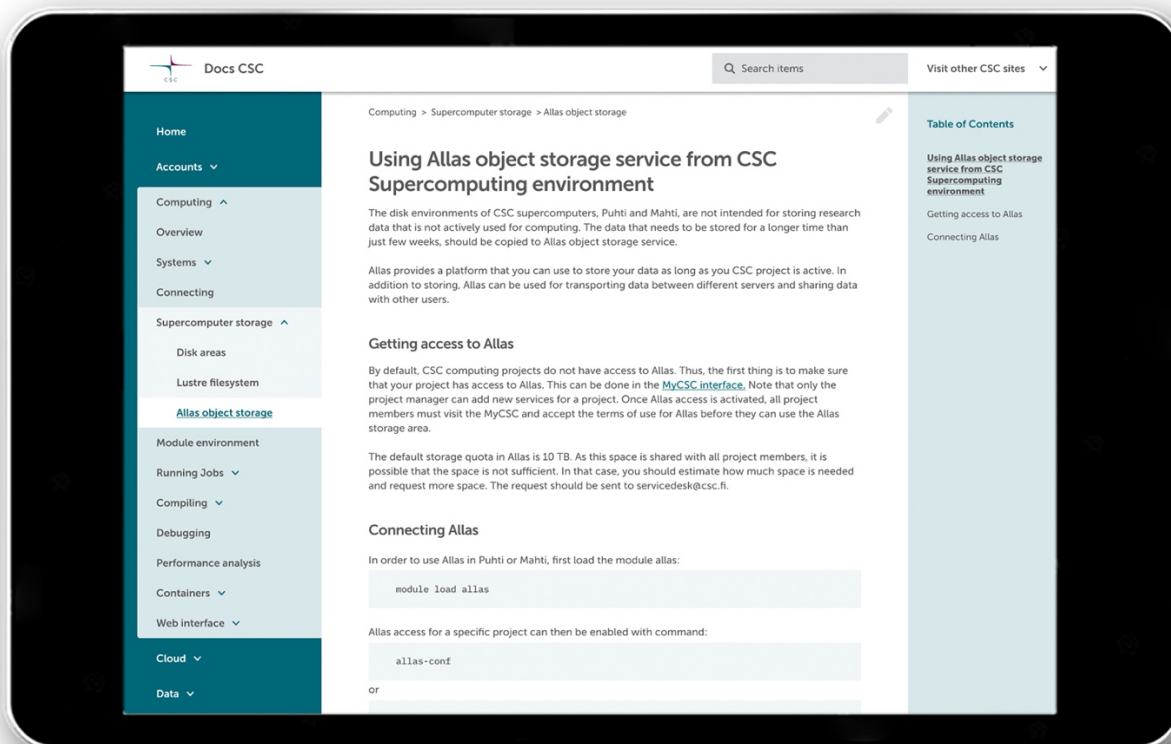 CSC
Docs CSC
Search items
Visit other CSC sites
Home
Accounts
Computing
Overview
Systems
Connecting
Supercomputer storage
Disk areas
Lustre filesystem
Allas object storage
Module environment
Running Jobs
Compiling
Debugging
Performance analysis
Containers
Web interface
Cloud
Data
Computing > Supercomputer storage > Allas object storage
Using Allas object storage service from CSC
Supercomputing environment
The disk environments of CSC supercomputers, Puhti and Mahti, are not intended for storing research
data that is not actively used for computing. The data that needs to be stored for a longer time than
just few weeks, should be copied to Allas object storage service.
Allas provides a platform that you can use to store your data as long as you CSC project is active. In
addition to storing, Allas can be used for transporting data between different servers and sharing data
with other users.
Getting access to Allas
By default, CSC computing projects do not have access to Allas. Thus, the first thing is to make sure
that your project has access to Allas. This can be done in the MyCSC interface. Note that only the
project manager can add new services for a project. Once Allas access is activated, all project
members must visit the MyCSC and accept the terms of use for Allas before they can use the Allas
storage area.
The default storage quota in Allas is 10 TB. As this space is shared with all project members, it is
possible that the space is not sufficient. In that case, you should estimate how much space is needed
and request more space. The request should be sent to servicedesk@csc.fi.
Connecting Allas
In order to use Allas in Puhti or Mahti, first load the module allas:
module load allas
Allas access for a specific project can then be enabled with command:
allas-conf
or
Table of Contents
Using Allas object storage
service from CSC
Supercomputing
environment
Getting access to Allas
Connecting Allas